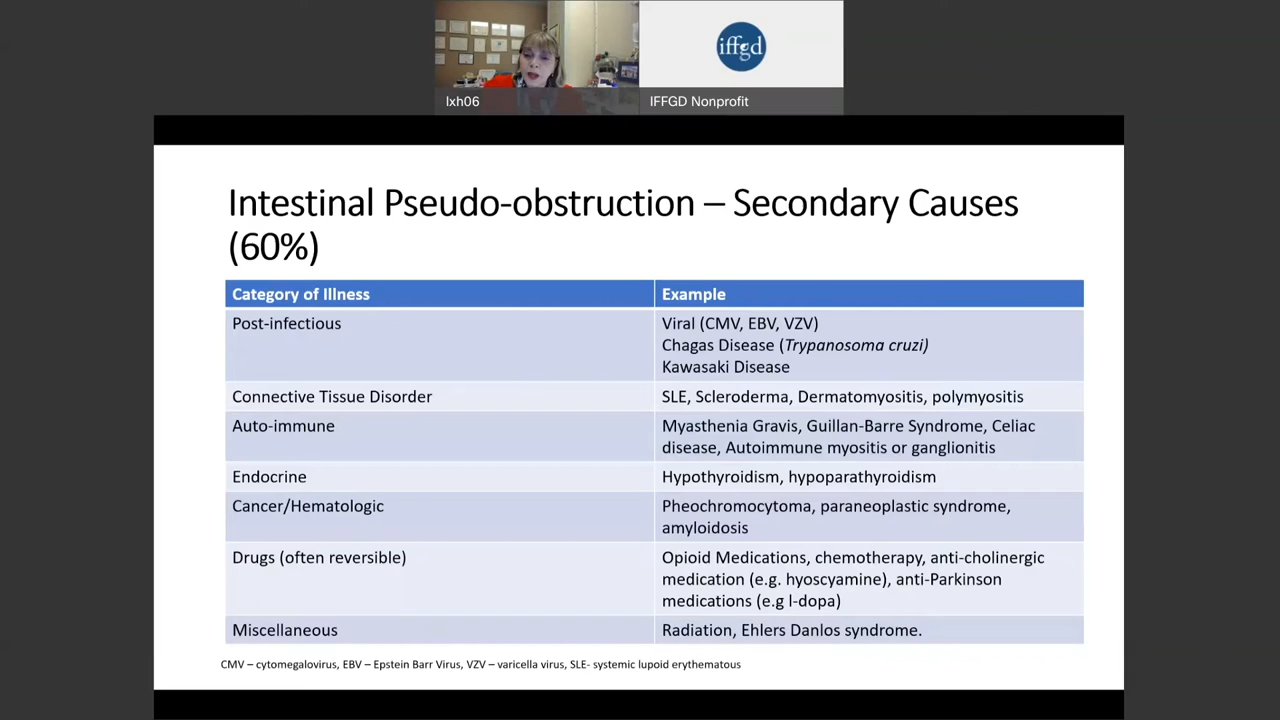 iffgd
lxh06
IFFGD Nonprofit
Intestinal Pseudo-obstruction – Secondary Causes
(60%)
Category of Illness
Example
Post-infectious
Viral (CMV, EBV, VZV)
Chagas Disease (Trypanosoma cruzi)
Kawasaki Disease
Connective Tissue Disorder
SLE, Scleroderma, Dermatomyositis, polymyositis
Auto-immune
Myasthenia Gravis, Guillan-Barre Syndrome, Celiac
disease, Autoimmune myositis or ganglionitis
Endocrine
Hypothyroidism, hypoparathyroidism
Cancer/Hematologic
Pheochromocytoma, paraneoplastic syndrome,
amyloidosis
Drugs (often reversible)
Opioid Medications, chemotherapy, anti-cholinergic
medication (e.g. hyoscyamine), anti-Parkinson
medications (e.g l-dopa)
Miscellaneous
Radiation, Ehlers Danlos syndrome.
CMV – cytomegalovirus, EBV – Epstein Barr Virus, VZV – varicella virus, SLE- systemic lupoid erythematous